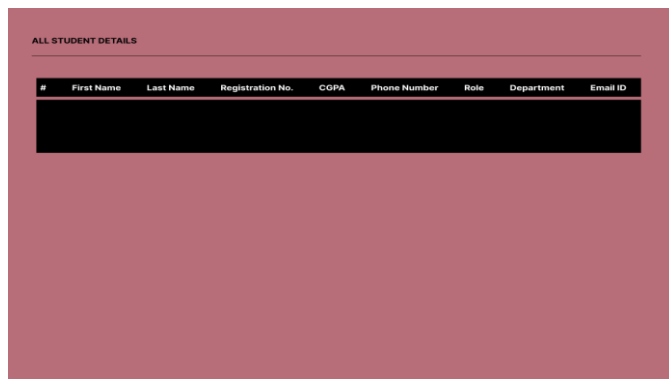 ALL STUDENT DETAILS
# First Name Last Name Registration No. CGPA Phone Number Role Department Email ID